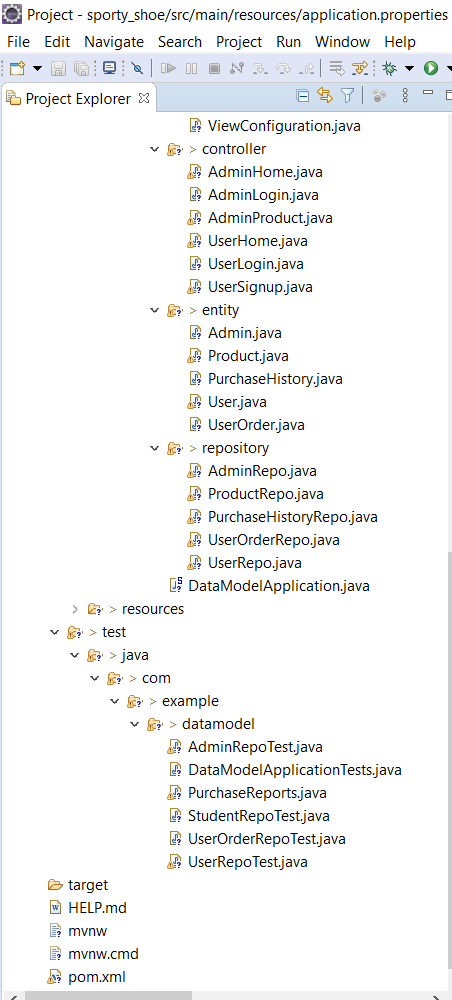 Project - sporty_shoe/src/main/resources/application.properties
File Edit Navigate Search Project Run Window Help
Project Explorer
ViewConfiguration.java
> controller
AdminHome.java
AdminLogin.java
AdminProduct.java
UserHome.java
UserLogin.java
UserSignup.java
> entity
Admin.java
Product.java
PurchaseHistory.java
User.java
UserOrder.java
> repository
AdminRepo.java
ProductRepo.java
PurchaseHistoryRepo.java
UserOrderRepo.java
UserRepo.java
DataModelApplication.java
> resources
> test
> java
> com
> example
> datamodel
AdminRepoTest.java
DataModelApplicationTests.java
PurchaseReports.java
StudentRepoTest.java
UserOrderRepoTest.java
UserRepoTest.java
target
HELP.md
mvnw
mvnw.cmd
pom.xml